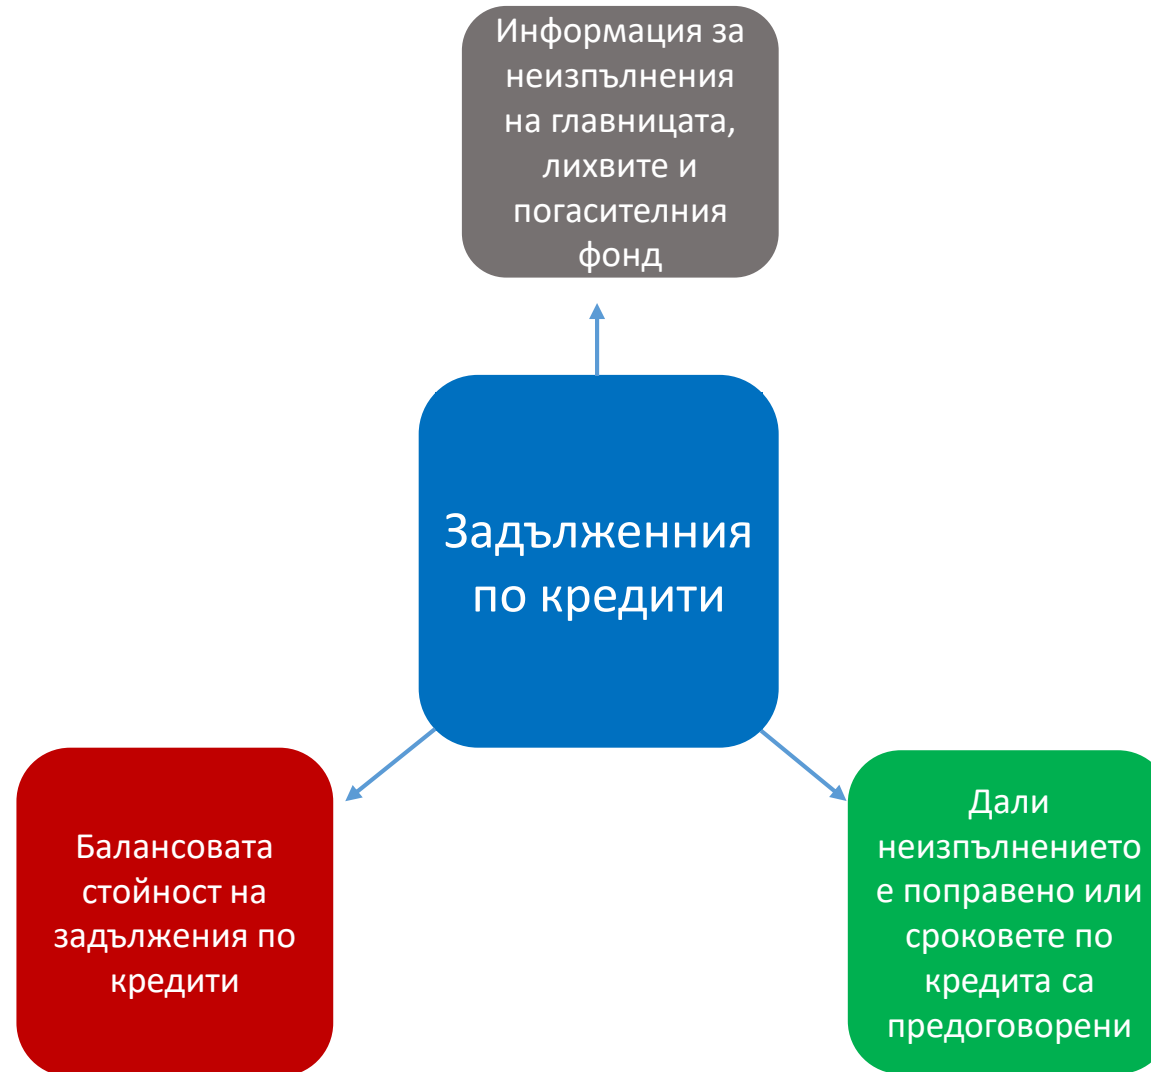 Информация за
неизпълнения
на главницата,
лихвите и
погасителния
фонд
Задълженния
по кредити
Балансовата
стойност на
задължения по
кредити
Дали
неизпълнението
е поправено или
сроковете по
кредита са
предоговорени